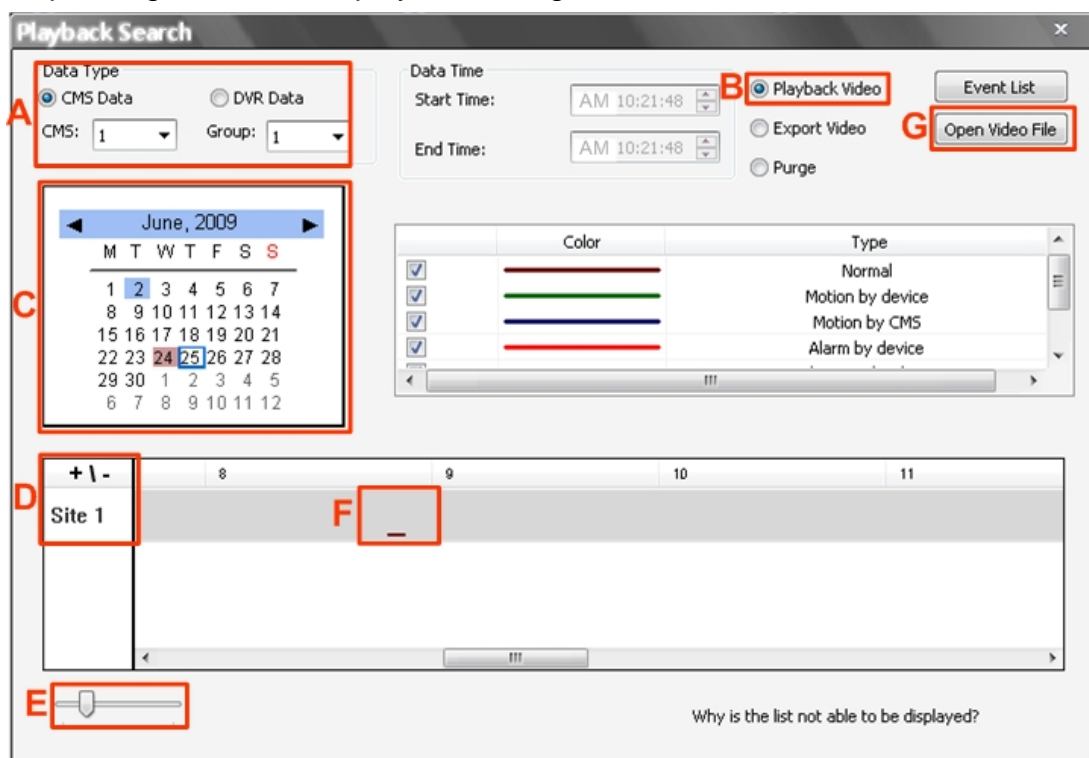 Playback Search x
Data Type
A
CMS Data DVR Data
CMS: 1 Group: 1
Data Time
Start Time: AM 10:21:48
End Time: AM 10:21:48
B Playback Video
Export Video
Purge
Event List
G Open Video File
C
June, 2009
M T W T F S S
1 2 3 4 5 6 7
8 9 10 11 12 13 14
15 16 17 18 19 20 21
22 23 24 25 26 27 28
29 30 1 2 3 4 5
6 7 8 9 10 11 12
Color Type
Normal
Motion by device
Motion by CMS
Alarm by device
D
+ \ - 8 9 10 11
Site 1
F
E
Why is the list not able to be displayed?